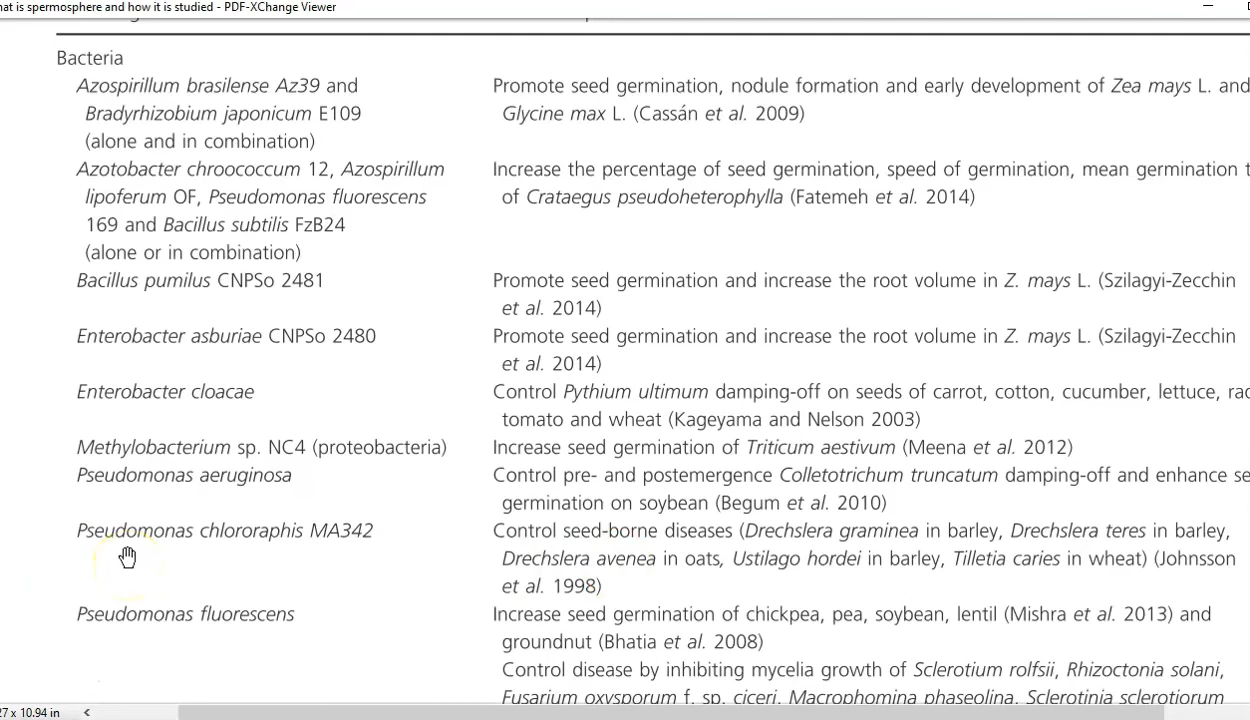 hat is spermosphere and how it is studied - PDF-XChange Viewer
Bacteria
Azospirillum brasilense Az39 and
Bradyrhizobium japonicum E109
(alone and in combination)
Promote seed germination, nodule formation and early development of Zea mays L. and
Glycine max L. (Cassán et al. 2009)
Azotobacter chroococcum 12, Azospirillum
lipoferum OF, Pseudomonas fluorescens
169 and Bacillus subtilis FzB24
(alone or in combination)
Increase the percentage of seed germination, speed of germination, mean germination
of Crataegus pseudoheterophylla (Fatemeh et al. 2014)
Bacillus pumilus CNPSo 2481
Promote seed germination and increase the root volume in Z. mays L. (Szilagyi-Zecchin
et al. 2014)
Enterobacter asburiae CNPSo 2480
Promote seed germination and increase the root volume in Z. mays L. (Szilagyi-Zecchin
et al. 2014)
Enterobacter cloacae
Control Pythium ultimum damping-off on seeds of carrot, cotton, cucumber, lettuce,
tomato and wheat (Kageyama and Nelson 2003)
Methylobacterium sp. NC4 (proteobacteria)
Increase seed germination of Triticum aestivum (Meena et al. 2012)
Pseudomonas aeruginosa
Control pre- and postemergence Colletotrichum truncatum damping-off and enhance
germination on soybean (Begum et al. 2010)
Pseudomonas chlororaphis MA342
Control seed-borne diseases (Drechslera graminea in barley, Drechslera teres in barley,
Drechslera avenea in oats, Ustilago hordei in barley, Tilletia caries in wheat) (Johnsson
et al. 1998)
Pseudomonas fluorescens
Increase seed germination of chickpea, pea, soybean, lentil (Mishra et al. 2013) and
groundnut (Bhatia et al. 2008)
Control disease by inhibiting mycelia growth of Sclerotium rolfsii, Rhizoctonia solani,
Fusarium oxysporum f. sp. ciceri, Macrophomina phaseolina, Sclerotinia sclerotiorum
27 x 10.94 in